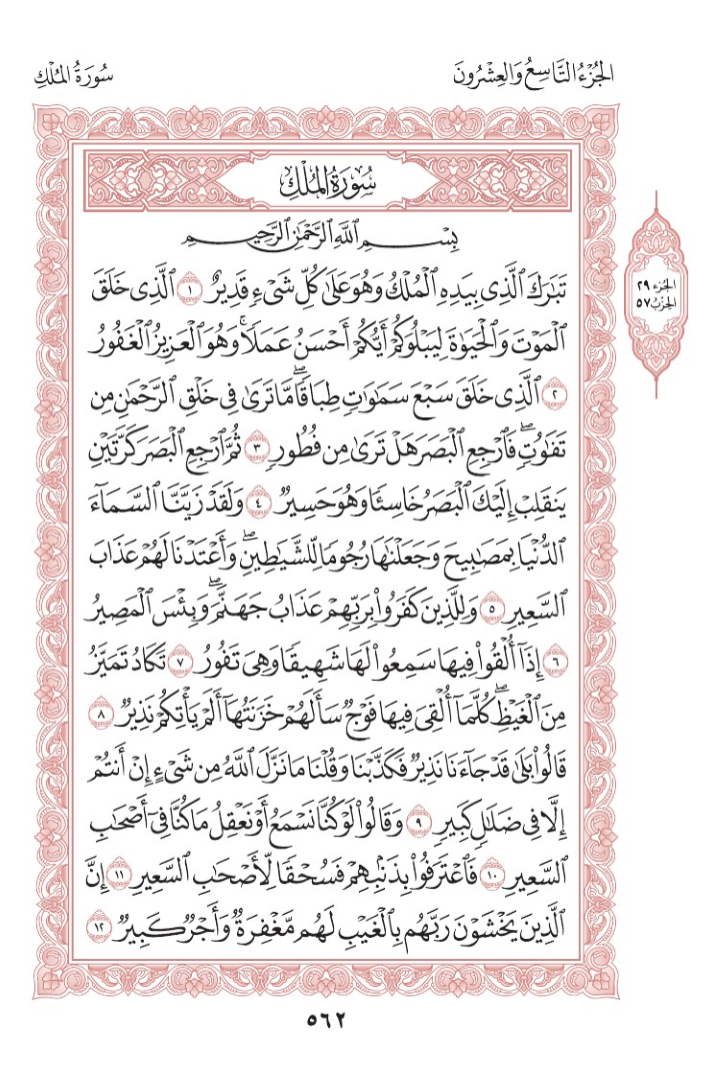 الجُزْءُ التَّاسِعُ وَالعِشْرُونَ
سُورَةُ المُلْكِ
سُورَةُ المُلْكِ
بِسْمِ ٱللَّهِ ٱلرَّحْمَٰنِ ٱلرَّحِيمِ
تَبَٰرَكَ ٱلَّذِى بِيَدِهِ ٱلْمُلْكُ وَهُوَ عَلَىٰ كُلِّ شَىْءٍ قَدِيرٌ ١ ٱلَّذِى خَلَقَ
ٱلْمَوْتَ وَٱلْحَيَوٰةَ لِيَبْلُوَكُمْ أَيُّكُمْ أَحْسَنُ عَمَلًا ۚ وَهُوَ ٱلْعَزِيزُ ٱلْغَفُورُ
٢ ٱلَّذِى خَلَقَ سَبْعَ سَمَٰوَٰتٍ طِبَاقًا ۖ مَّا تَرَىٰ فِى خَلْقِ ٱلرَّحْمَٰنِ مِن
تَفَٰوُتٍ ۖ فَٱرْجِعِ ٱلْبَصَرَ هَلْ تَرَىٰ مِن فُطُورٍ ٣ ثُمَّ ٱرْجِعِ ٱلْبَصَرَ كَرَّتَيْنِ
يَنقَلِبْ إِلَيْكَ ٱلْبَصَرُ خَاسِئًا وَهُوَ حَسِيرٌ ٤ وَلَقَدْ زَيَّنَّا ٱلسَّمَآءَ
ٱلدُّنْيَا بِمَصَٰبِيحَ وَجَعَلْنَٰهَا رُجُومًا لِّلشَّيَٰطِينِ ۖ وَأَعْتَدْنَا لَهُمْ عَذَابَ
ٱلسَّعِيرِ ٥ وَلِلَّذِينَ كَفَرُوا۟ بِرَبِّهِمْ عَذَابُ جَهَنَّمَ ۖ وَبِئْسَ ٱلْمَصِيرُ
٦ إِذَآ أُلْقُوا۟ فِيهَا سَمِعُوا۟ لَهَا شَهِيقًا وَهِىَ تَفُورُ ٧ تَكَادُ تَمَيَّزُ
مِنَ ٱلْغَيْظِ ۖ كُلَّمَآ أُلْقِىَ فِيهَا فَوْجٌ سَأَلَهُمْ خَزَنَتُهَآ أَلَمْ يَأْتِكُمْ نَذِيرٌ ٨
قَالُوا۟ بَلَىٰ قَدْ جَآءَنَا نَذِيرٌ فَكَذَّبْنَا وَقُلْنَا مَا نَزَّلَ ٱللَّهُ مِن شَىْءٍ إِنْ أَنتُمْ
إِلَّا فِى ضَلَٰلٍ كَبِيرٍ ٩ وَقَالُوا۟ لَوْ كُنَّا نَسْمَعُ أَوْ نَعْقِلُ مَا كُنَّا فِىٓ أَصْحَٰبِ
ٱلسَّعِيرِ ١٠ فَٱعْتَرَفُوا۟ بِذَنۢبِهِمْ فَسُحْقًا لِّأَصْحَٰبِ ٱلسَّعِيرِ ١١ إِنَّ
ٱلَّذِينَ يَخْشَوْنَ رَبَّهُم بِٱلْغَيْبِ لَهُم مَّغْفِرَةٌ وَأَجْرٌ كَبِيرٌ ١٢
الجزء ٢٩
الحزب ٥٧
٥٦٢